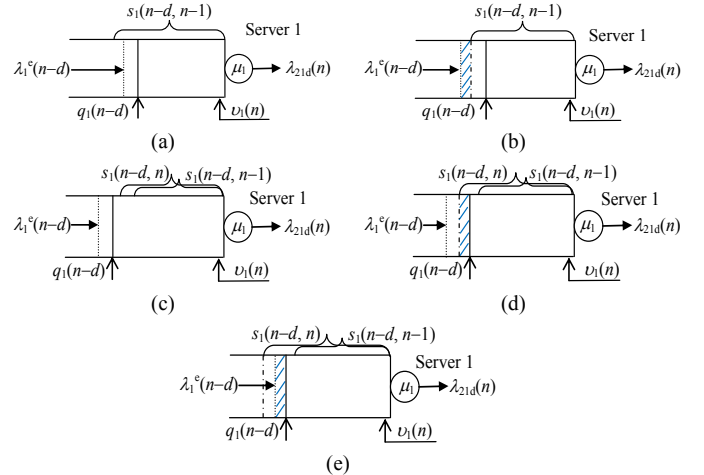 s₁(n−d, n−1)
Server 1
λ₁ᵉ(n−d)
μ₁
λ₂₁d(n)
q₁(n−d)
υ₁(n)
(a)
s₁(n−d, n−1)
Server 1
λ₁ᵉ(n−d)
μ₁
λ₂₁d(n)
q₁(n−d)
υ₁(n)
(b)
s₁(n−d, n) s₁(n−d, n−1)
Server 1
λ₁ᵉ(n−d)
μ₁
λ₂₁d(n)
q₁(n−d)
υ₁(n)
(c)
s₁(n−d, n) s₁(n−d, n−1)
Server 1
λ₁ᵉ(n−d)
μ₁
λ₂₁d(n)
q₁(n−d)
υ₁(n)
(d)
s₁(n−d, n) s₁(n−d, n−1)
Server 1
λ₁ᵉ(n−d)
μ₁
λ₂₁d(n)
q₁(n−d)
υ₁(n)
(e)